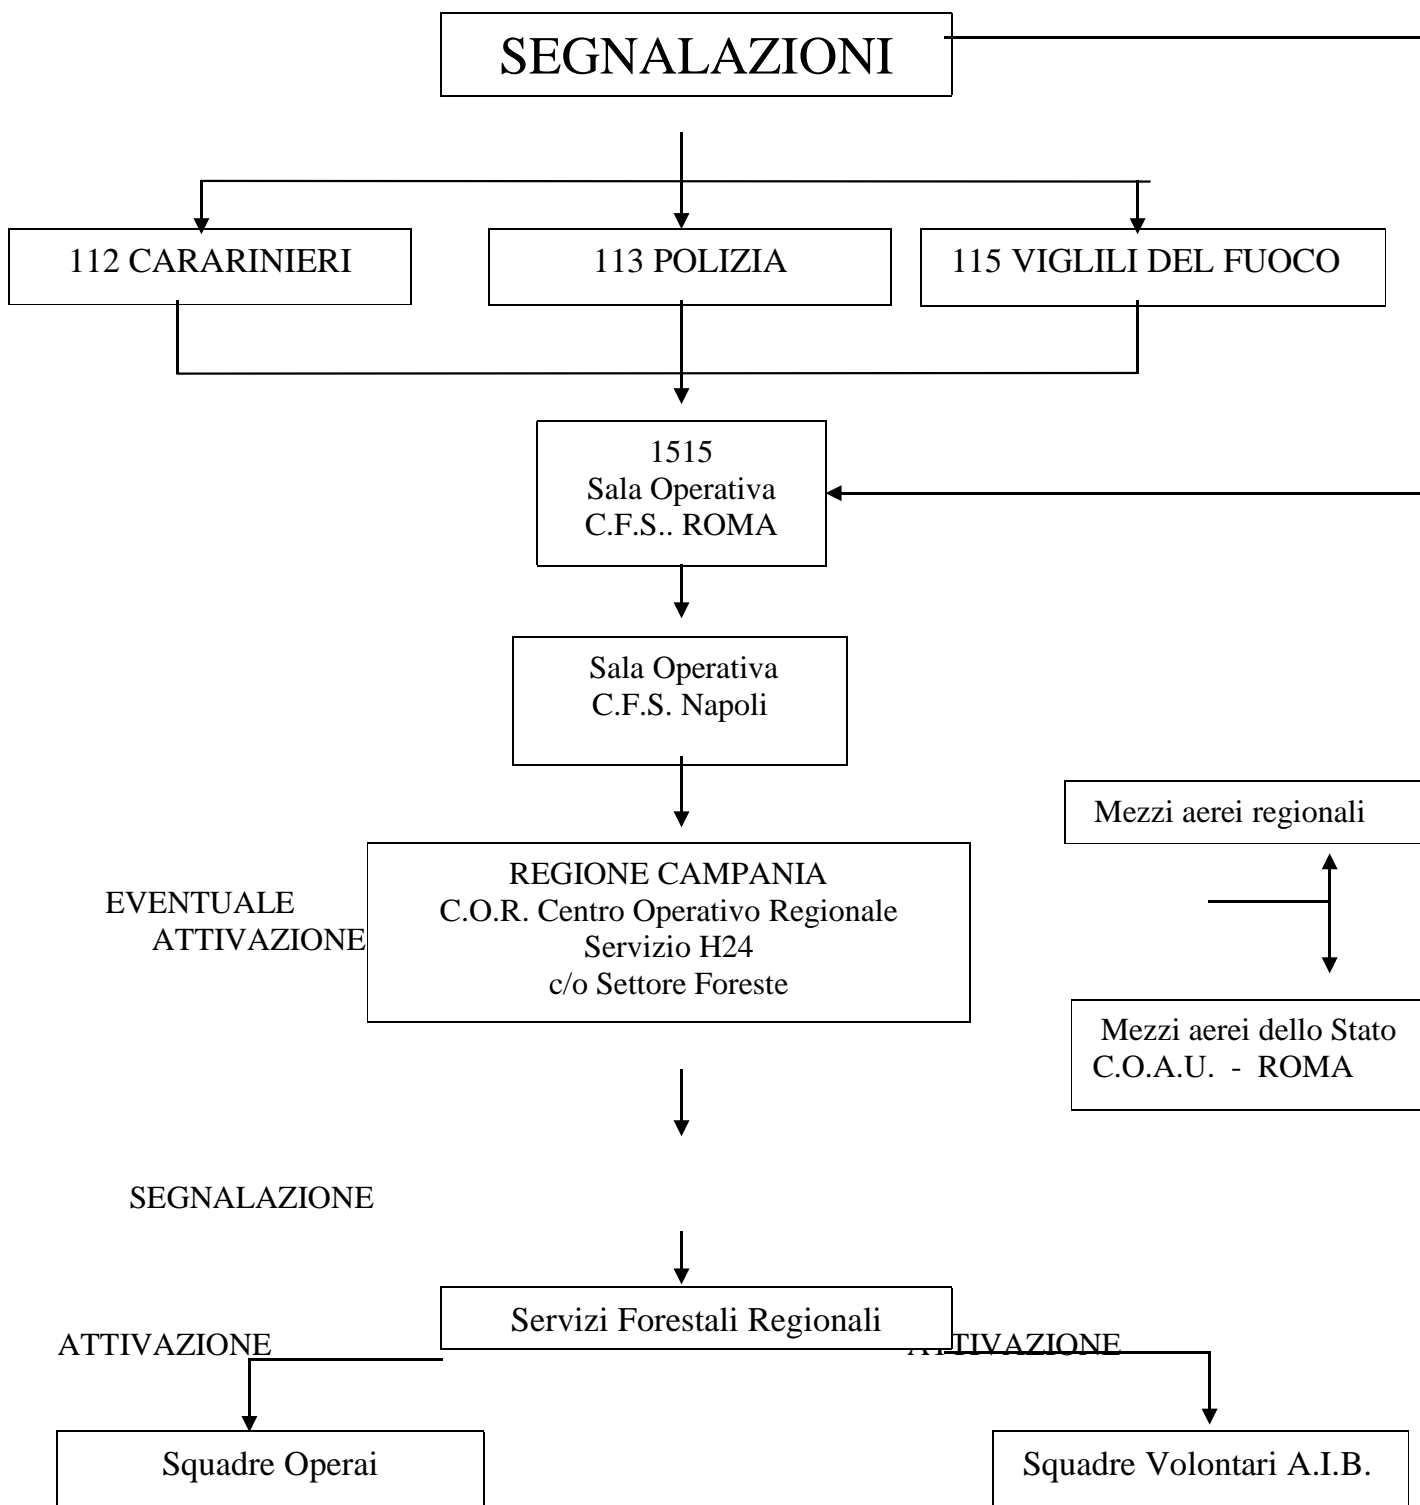 SEGNALAZIONI
112 CARARINIERI
113 POLIZIA
115 VIGLILI DEL FUOCO
1515
Sala Operativa
C.F.S.. ROMA
Sala Operativa
C.F.S. Napoli
Mezzi aerei regionali
EVENTUALE
ATTIVAZIONE
REGIONE CAMPANIA
C.O.R. Centro Operativo Regionale
Servizio H24
c/o Settore Foreste
Mezzi aerei dello Stato
C.O.A.U. - ROMA
SEGNALAZIONE
Servizi Forestali Regionali
ATTIVAZIONE
ATTIVAZIONE
Squadre Operai
Squadre Volontari A.I.B.